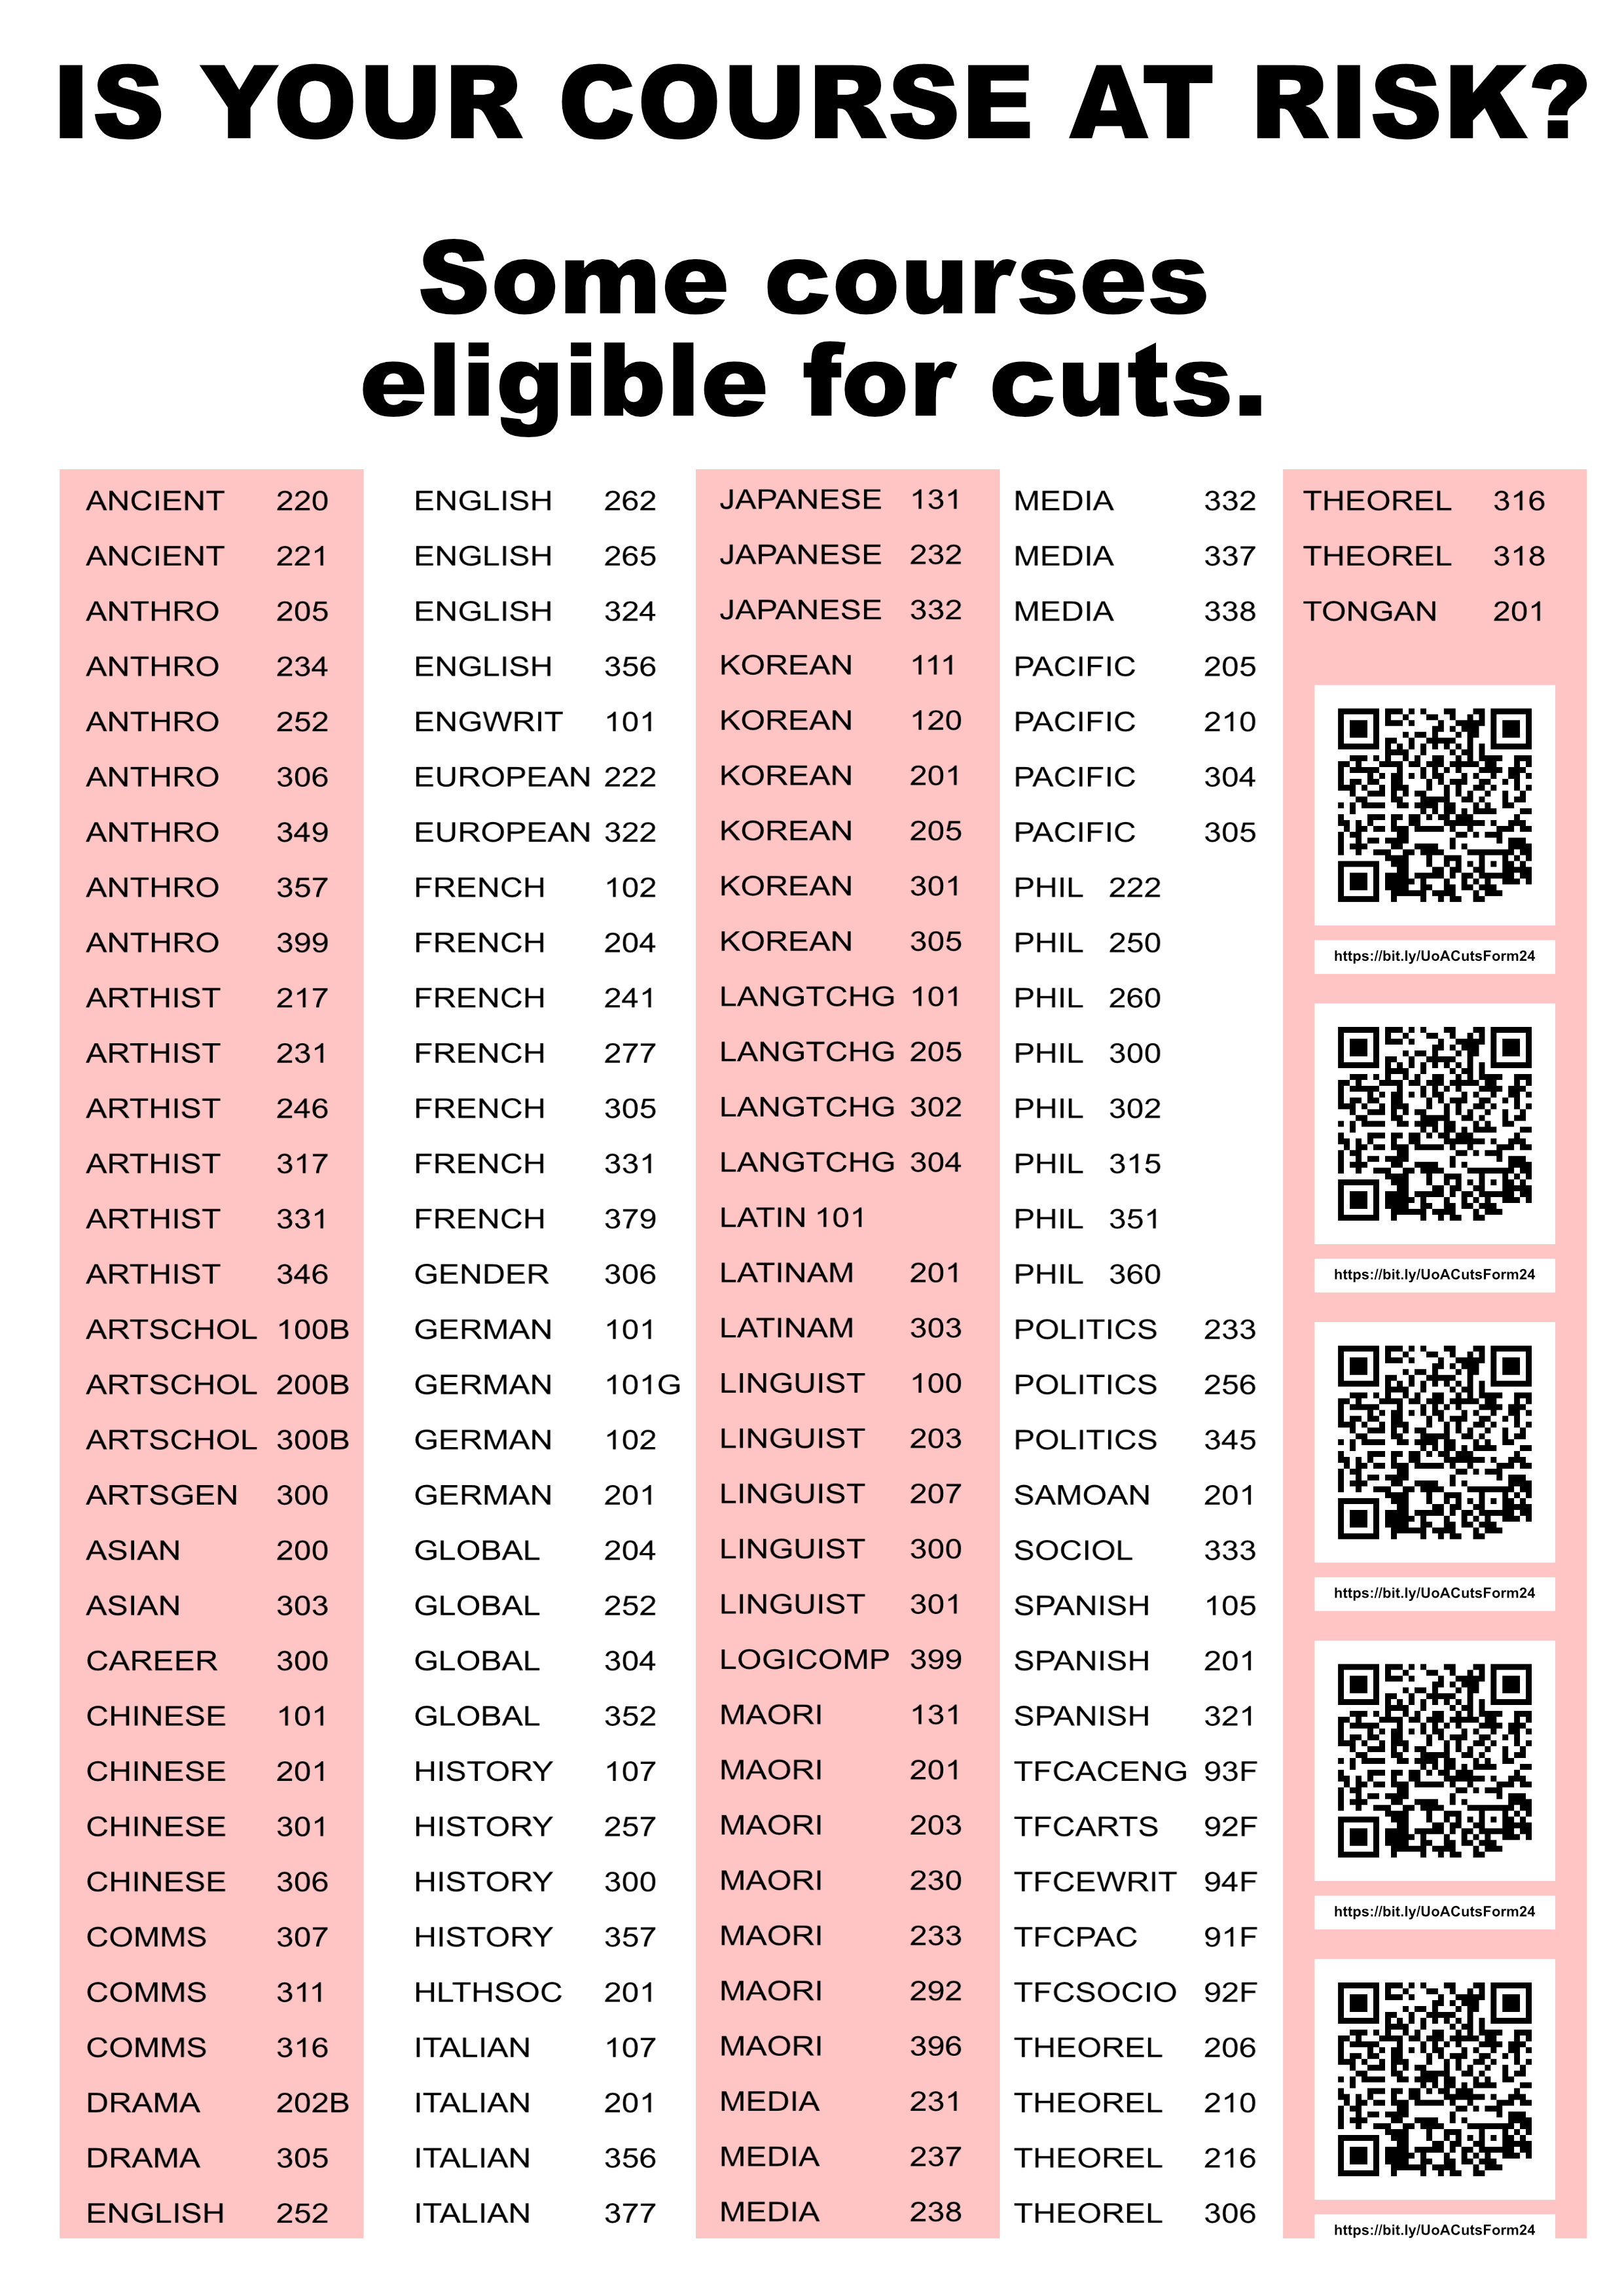 IS YOUR COURSE AT RISK?
Some courses
eligible for cuts.
ANCIENT 220
ANCIENT 221
ANTHRO 205
ANTHRO 234
ANTHRO 252
ANTHRO 306
ANTHRO 349
ANTHRO 357
ANTHRO 399
ARTHIST 217
ARTHIST 231
ARTHIST 246
ARTHIST 317
ARTHIST 331
ARTHIST 346
ARTSCHOL 100B
ARTSCHOL 200B
ARTSCHOL 300B
ARTSGEN 300
ASIAN 200
ASIAN 303
CAREER 300
CHINESE 101
CHINESE 201
CHINESE 301
CHINESE 306
COMMS 307
COMMS 311
COMMS 316
DRAMA 202B
DRAMA 305
ENGLISH 252
ENGLISH 262
ENGLISH 265
ENGLISH 324
ENGLISH 356
ENGWRIT 101
EUROPEAN 222
EUROPEAN 322
FRENCH 102
FRENCH 204
FRENCH 241
FRENCH 277
FRENCH 305
FRENCH 331
FRENCH 379
GENDER 306
GERMAN 101
GERMAN 101G
GERMAN 102
GERMAN 201
GLOBAL 204
GLOBAL 252
GLOBAL 304
GLOBAL 352
HISTORY 107
HISTORY 257
HISTORY 300
HISTORY 357
HLTHSOC 201
ITALIAN 107
ITALIAN 201
ITALIAN 356
ITALIAN 377
JAPANESE 131
JAPANESE 232
JAPANESE 332
KOREAN 111
KOREAN 120
KOREAN 201
KOREAN 205
KOREAN 301
KOREAN 305
LANGTCHG 101
LANGTCHG 205
LANGTCHG 302
LANGTCHG 304
LATIN 101
LATINAM 201
LATINAM 303
LINGUIST 100
LINGUIST 203
LINGUIST 207
LINGUIST 300
LINGUIST 301
LOGICOMP 399
MAORI 131
MAORI 201
MAORI 203
MAORI 230
MAORI 233
MAORI 292
MAORI 396
MEDIA 231
MEDIA 237
MEDIA 238
MEDIA 332
MEDIA 337
MEDIA 338
PACIFIC 205
PACIFIC 210
PACIFIC 304
PACIFIC 305
PHIL 222
PHIL 250
PHIL 260
PHIL 300
PHIL 302
PHIL 315
PHIL 351
PHIL 360
POLITICS 233
POLITICS 256
POLITICS 345
SAMOAN 201
SOCIOL 333
SPANISH 105
SPANISH 201
SPANISH 321
TFCACENG 93F
TFCARTS 92F
TFCEWRIT 94F
TFCPAC 91F
TFCSOCIO 92F
THEOREL 206
THEOREL 210
THEOREL 216
THEOREL 306
THEOREL 316
THEOREL 318
TONGAN 201
https://bit.ly/UoACutsForm24
https://bit.ly/UoACutsForm24
https://bit.ly/UoACutsForm24
https://bit.ly/UoACutsForm24
https://bit.ly/UoACutsForm24